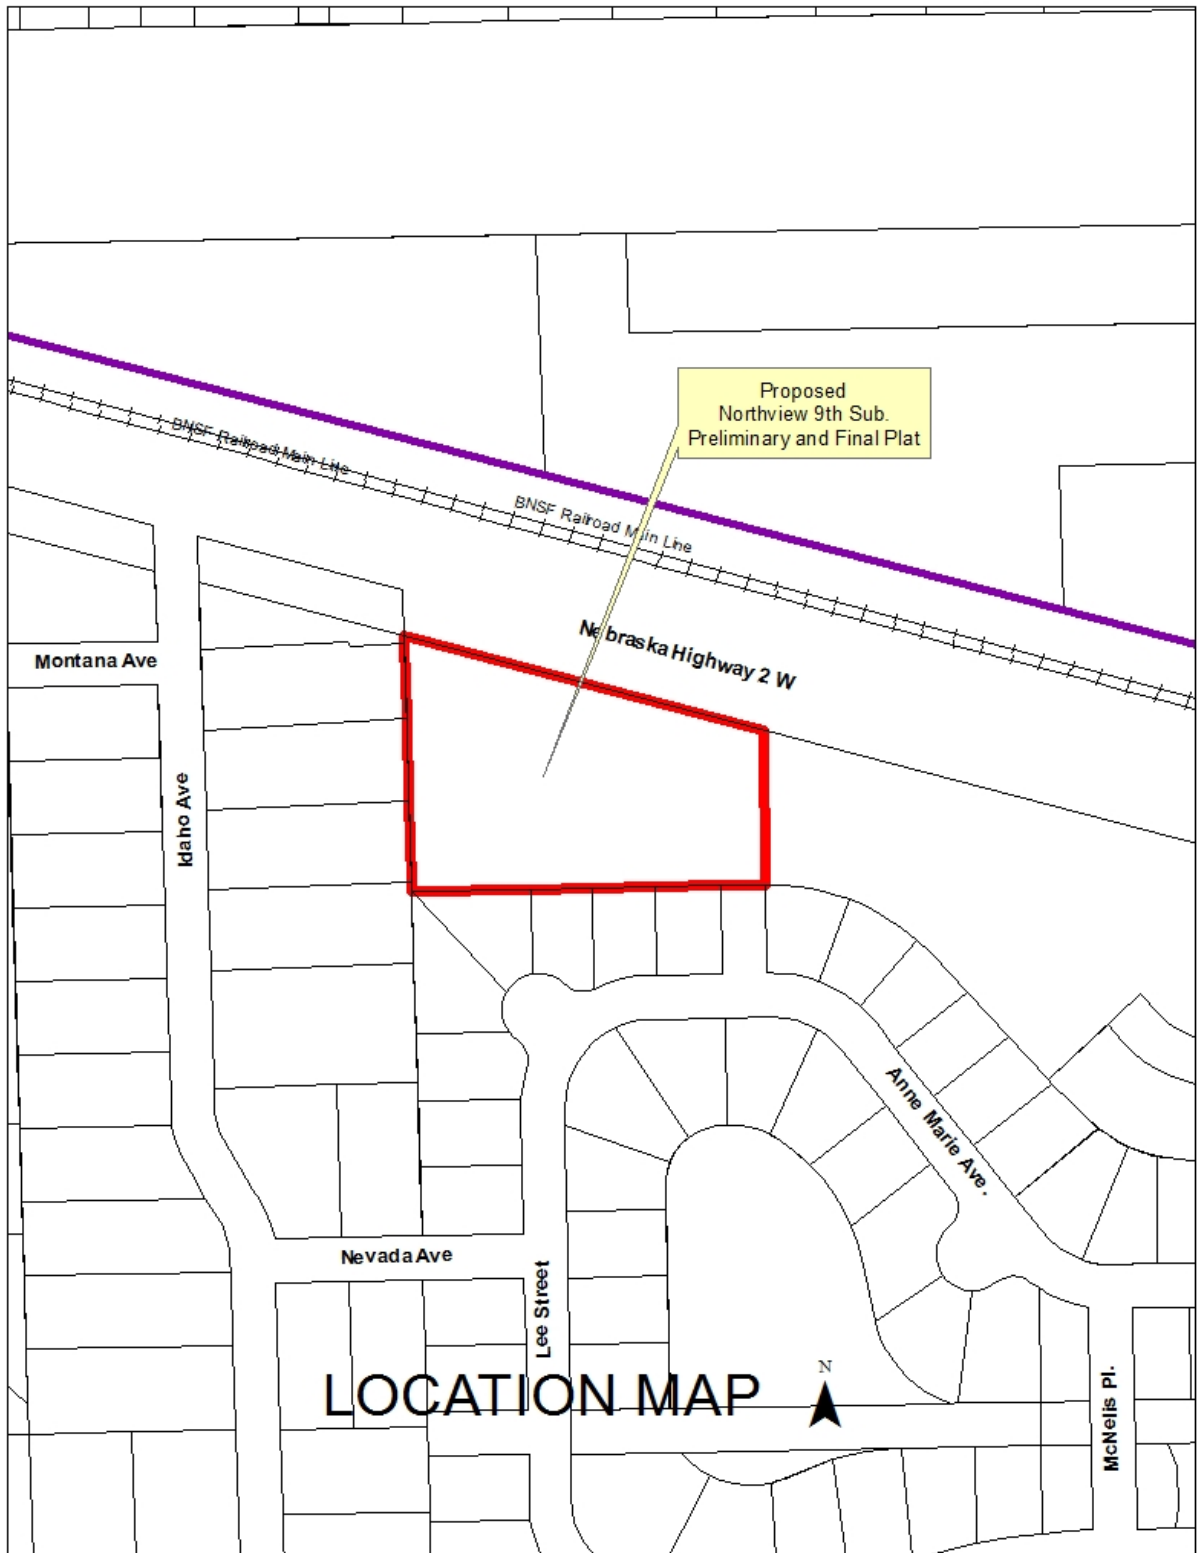 Proposed
Northview 9th Sub.
Preliminary and Final Plat
BNSF Railroad Main Line
BNSF Railroad Main Line
Nebraska Highway 2 W
Montana Ave
Idaho Ave
Anne Marie Ave.
Nevada Ave
Lee Street
LOCATION MAP
N
McNelis Pl.